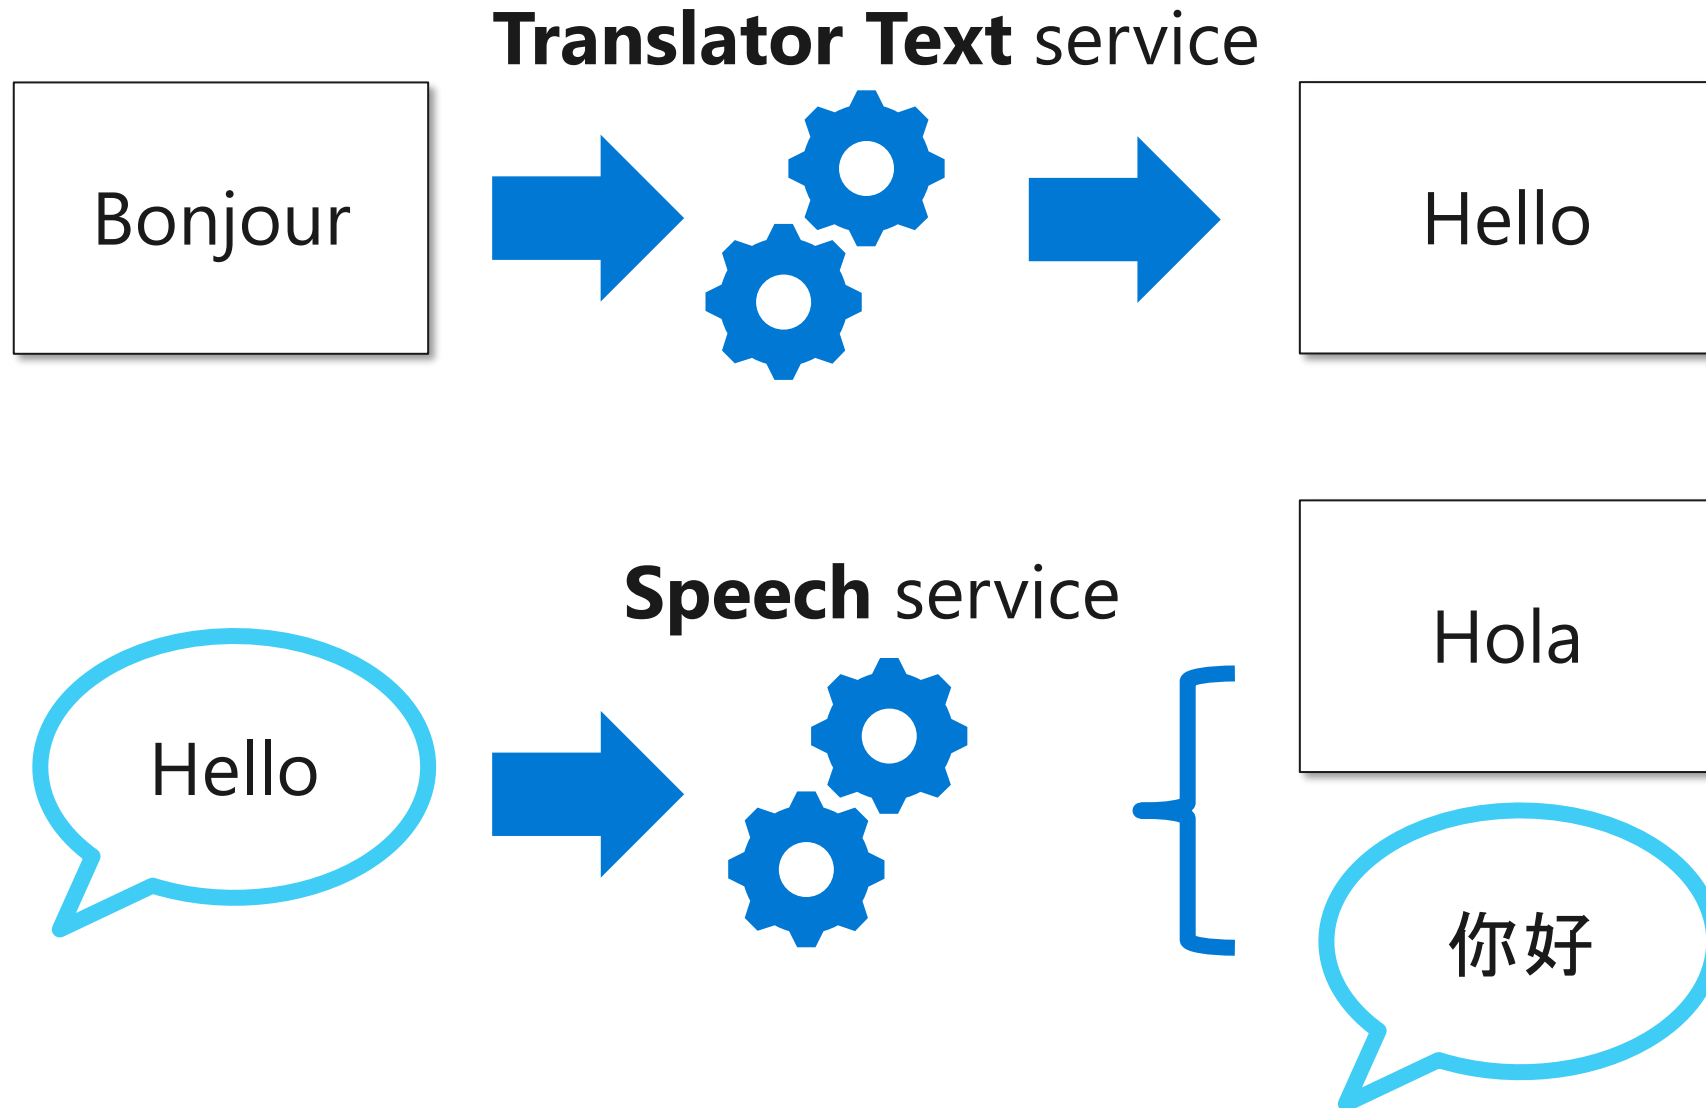 Translator Text service
Bonjour
Hello
Speech service
Hello
Hola
你好